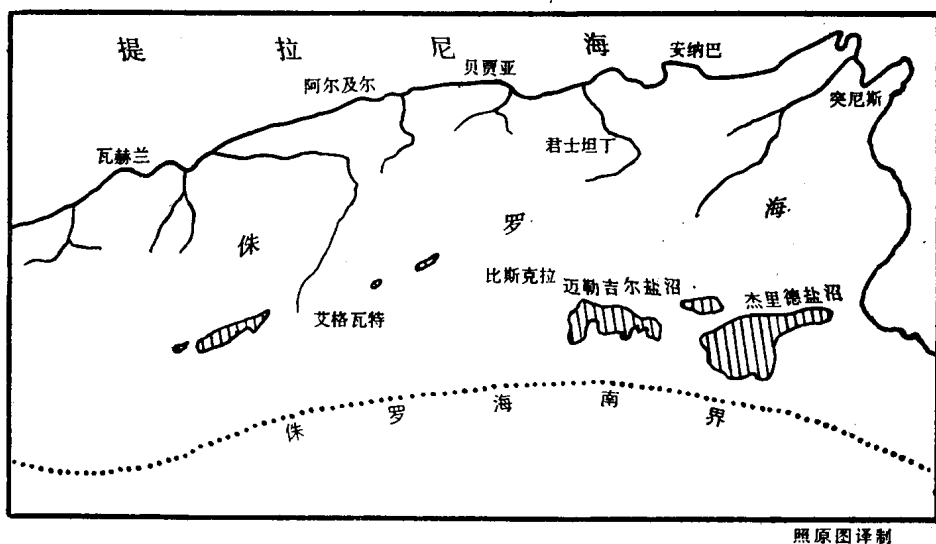 提拉尼海
安纳巴
贝贾亚
阿尔及尔
突尼斯
君士坦丁
瓦赫兰
侏罗海
比斯克拉
迈勒吉尔盐沼
杰里德盐沼
艾格瓦特
侏罗海南界
照原图译制